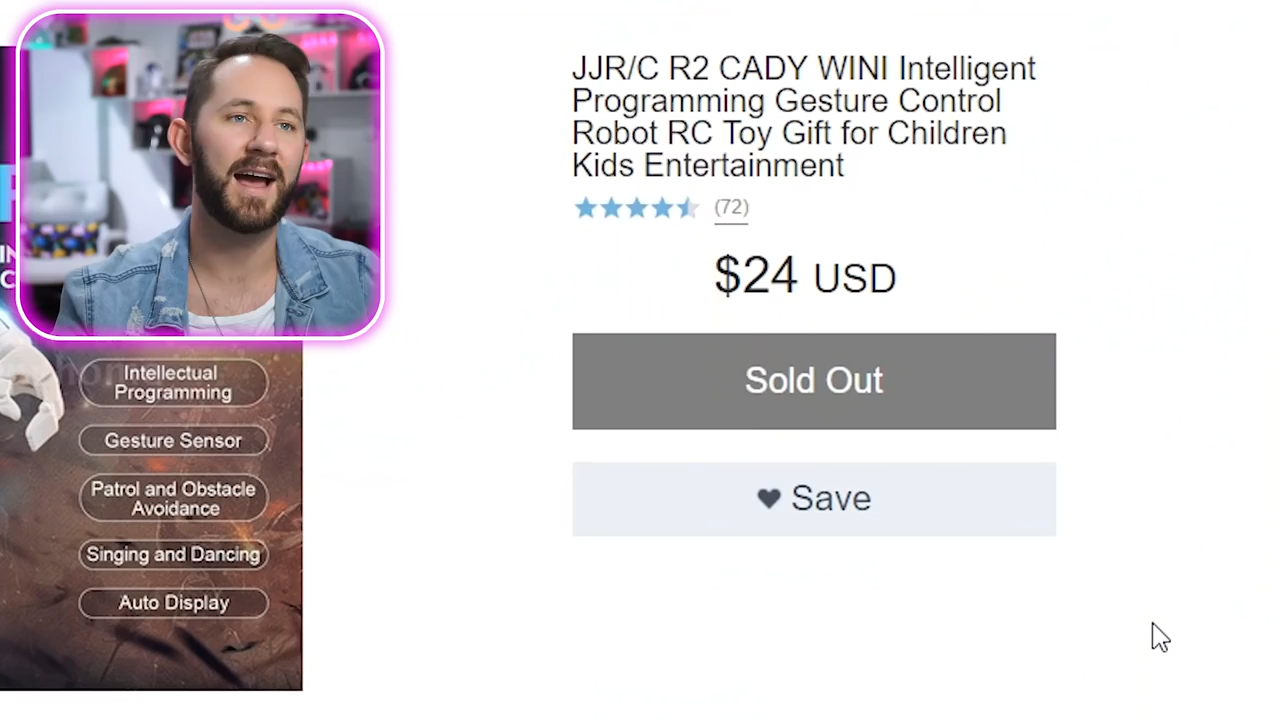 JJR/C R2 CADY WINI Intelligent
Programming Gesture Control
Robot RC Toy Gift for Children
Kids Entertainment
(72)
$24 USD
Sold Out
Save
Intellectual
Programming
Gesture Sensor
Patrol and Obstacle
Avoidance
Singing and Dancing
Auto Display